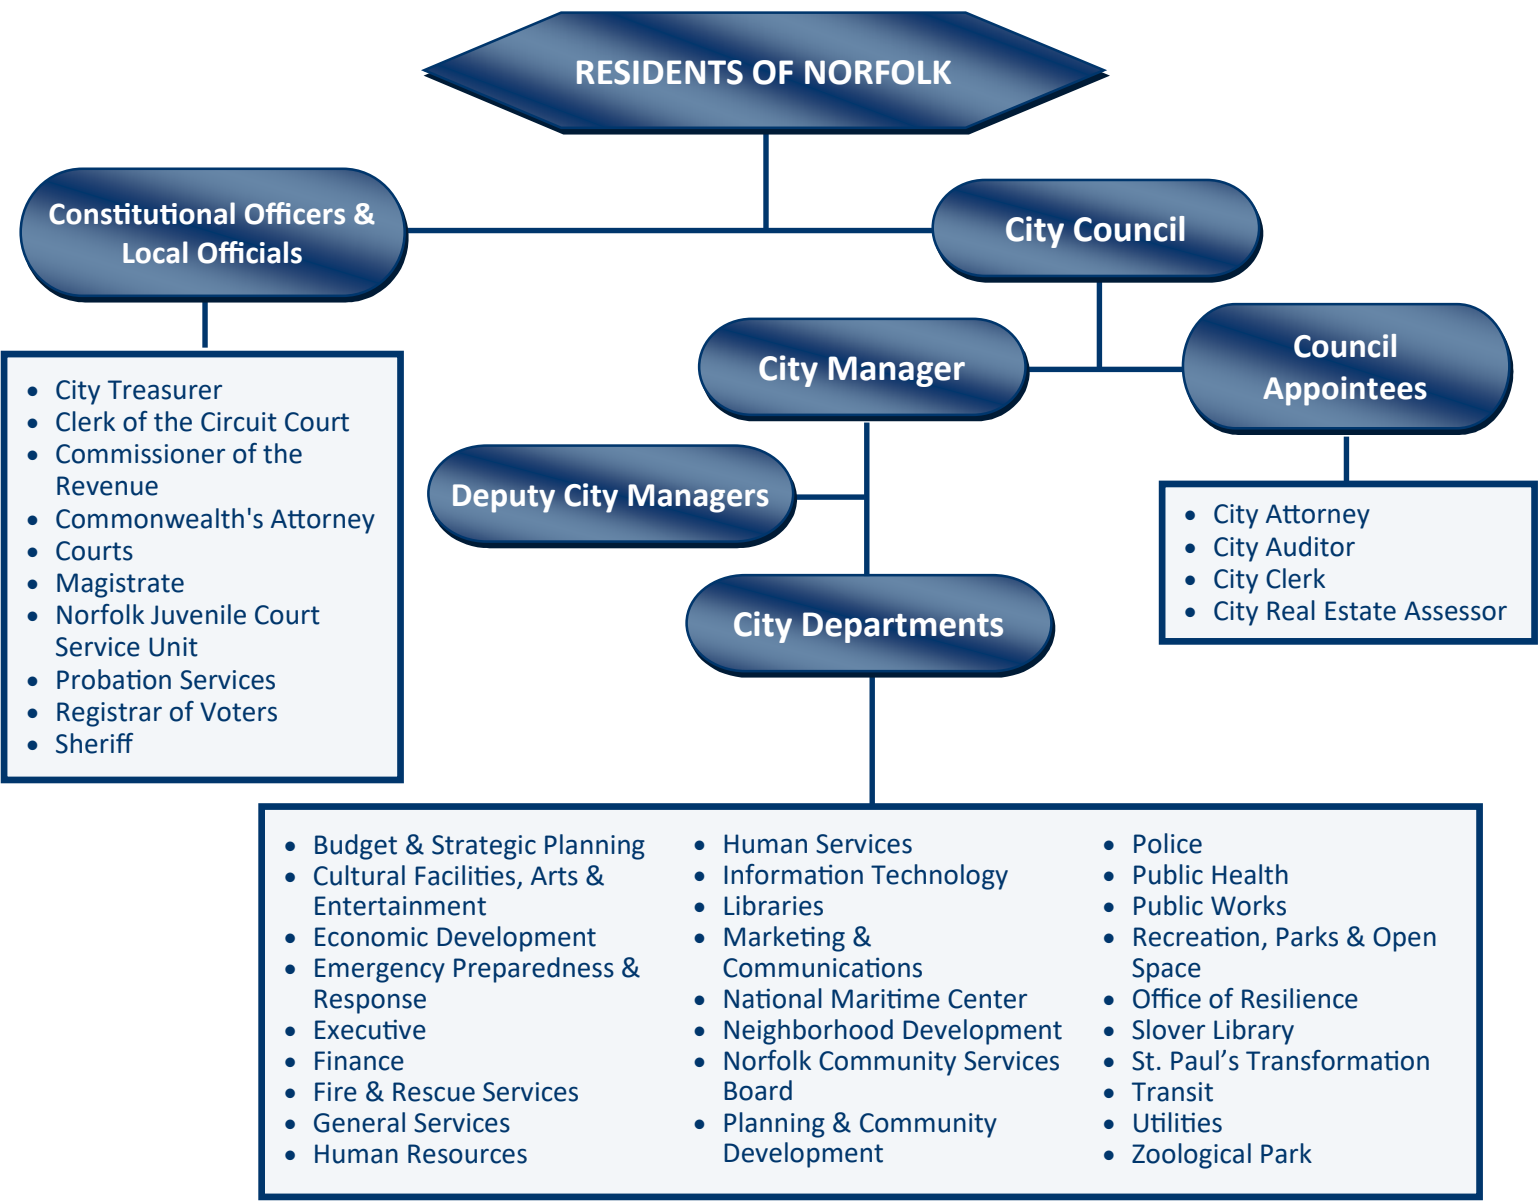 RESIDENTS OF NORFOLK
Constitutional Officers &
Local Officials
City Council
City Manager
Council
Appointees
Deputy City Managers
City Departments
• City Treasurer
• Clerk of the Circuit Court
• Commissioner of the
Revenue
• Commonwealth's Attorney
• Courts
• Magistrate
• Norfolk Juvenile Court
Service Unit
• Probation Services
• Registrar of Voters
• Sheriff
• City Attorney
• City Auditor
• City Clerk
• City Real Estate Assessor
• Budget & Strategic Planning
• Cultural Facilities, Arts &
Entertainment
• Economic Development
• Emergency Preparedness &
Response
• Executive
• Finance
• Fire & Rescue Services
• General Services
• Human Resources
• Human Services
• Information Technology
• Libraries
• Marketing &
Communications
• National Maritime Center
• Neighborhood Development
• Norfolk Community Services
Board
• Planning & Community
Development
• Police
• Public Health
• Public Works
• Recreation, Parks & Open
Space
• Office of Resilience
• Slover Library
• St. Paul’s Transformation
• Transit
• Utilities
• Zoological Park